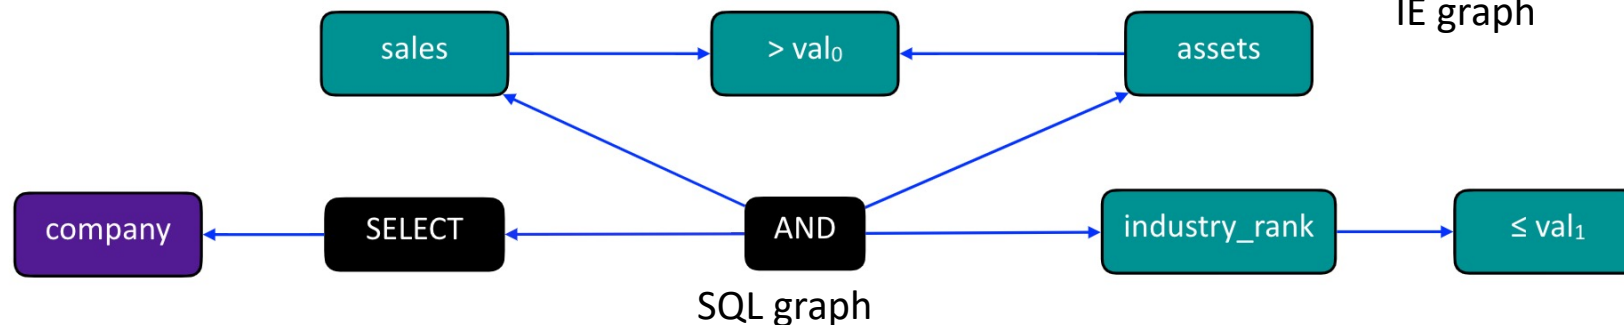 IE graph
sales
> val₀
assets
company
SELECT
AND
industry_rank
≤ val₁
SQL graph